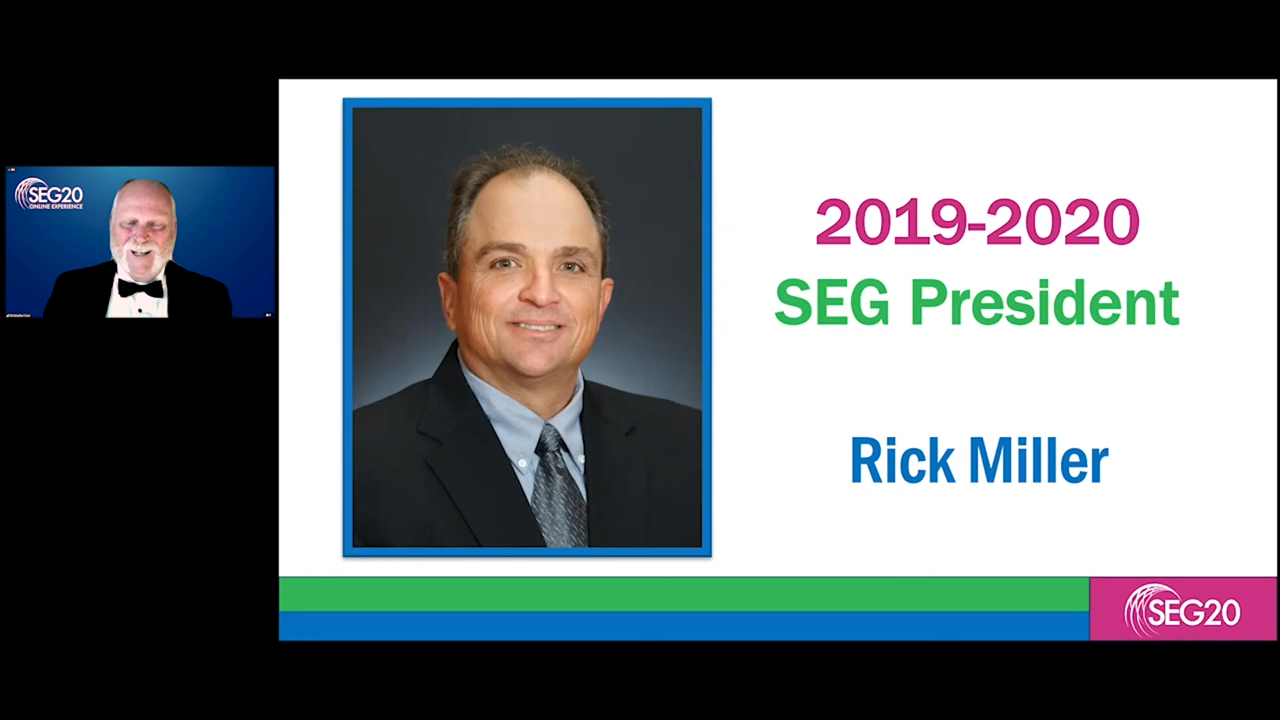 SEG20
ONLINE EXPERIENCE
2019-2020
SEG President
Rick Miller
SEG20